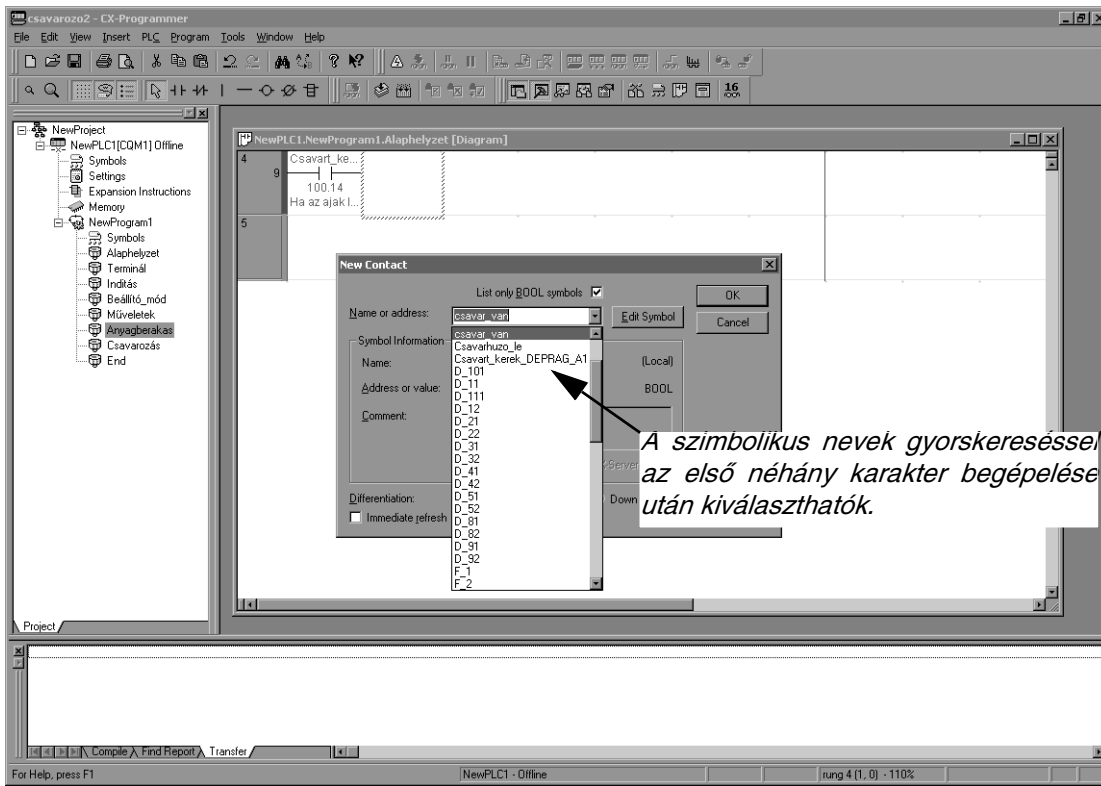 csavarozo2 - CX-Programmer
File Edit View Insert PLC Program Tools Window Help
16
NewProject
NewPLC1[CQM1] Offline
Symbols
Settings
Expansion Instructions
Memory
NewProgram1
Symbols
Alaphelyzet
Terminál
Inditás
Beállító_mód
Műveletek
Anyagberakas
Csavarozás
End
Project
NewPLC1.NewProgram1.Alaphelyzet [Diagram]
4
9
Csavart_ke...
100.14
Ha az ajak l...
5
New Contact
List only BOOL symbols
OK
Name or address:
csavar_van
Edit Symbol
Cancel
Symbol Information
Name:
(Local)
Address or value:
BOOL
Comment:
Differentiation:
Down
Immediate refresh
csavar_van
Csavarhuzo_le
Csavart_kerek_DEPRAG_A1
D_101
D_11
D_111
D_12
D_21
D_22
D_31
D_32
D_41
D_42
D_51
D_52
D_81
D_82
D_91
D_92
F_1
F_2
A szimbolikus nevek gyorskereséssel
az első néhány karakter begépelése
után kiválaszthatók.
Compile Find Report Transfer
For Help, press F1
NewPLC1 - Offline
rung 4 (1, 0) - 110%